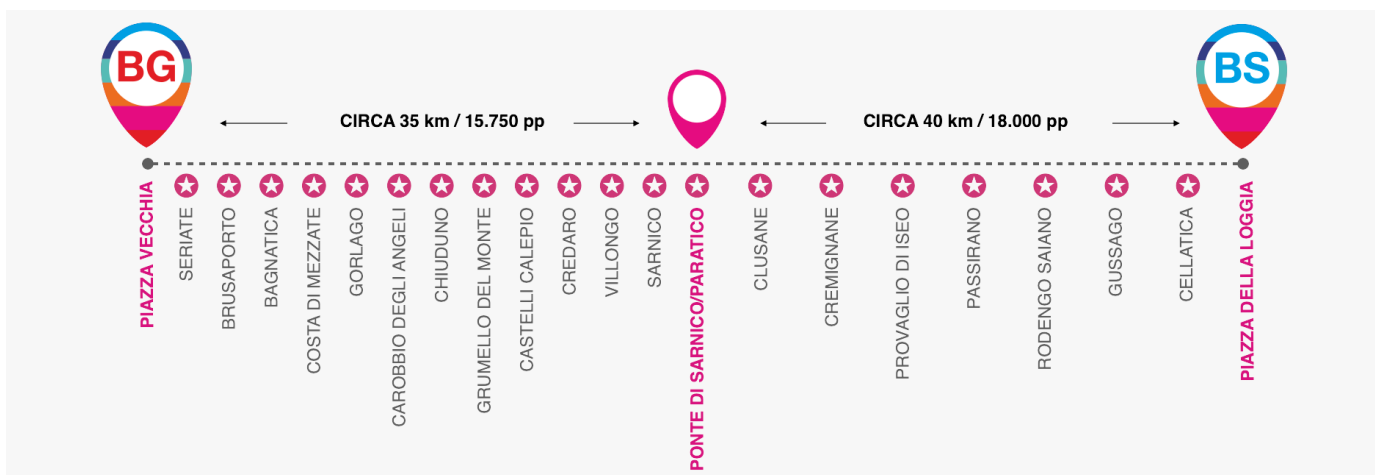 BG
BS
CIRCA 35 km / 15.750 pp
CIRCA 40 km / 18.000 pp
PIAZZA VECCHIA
SERIATE
BRUSAPORTO
BAGNATICA
COSTA DI MEZZATE
GORLAGO
CAROBBIO DEGLI ANGELI
CHIUDUNO
GRUMELLO DEL MONTE
CASTELLI CALEPIO
CREDARO
VILLONGO
SARNICO
PONTE DI SARNICO/PARATICO
CLUSANE
CREMIGNANE
PROVAGLIO DI ISEO
PASSIRANO
RODENGO SAIANO
GUSSAGO
CELLATICA
PIAZZA DELLA LOGGIA